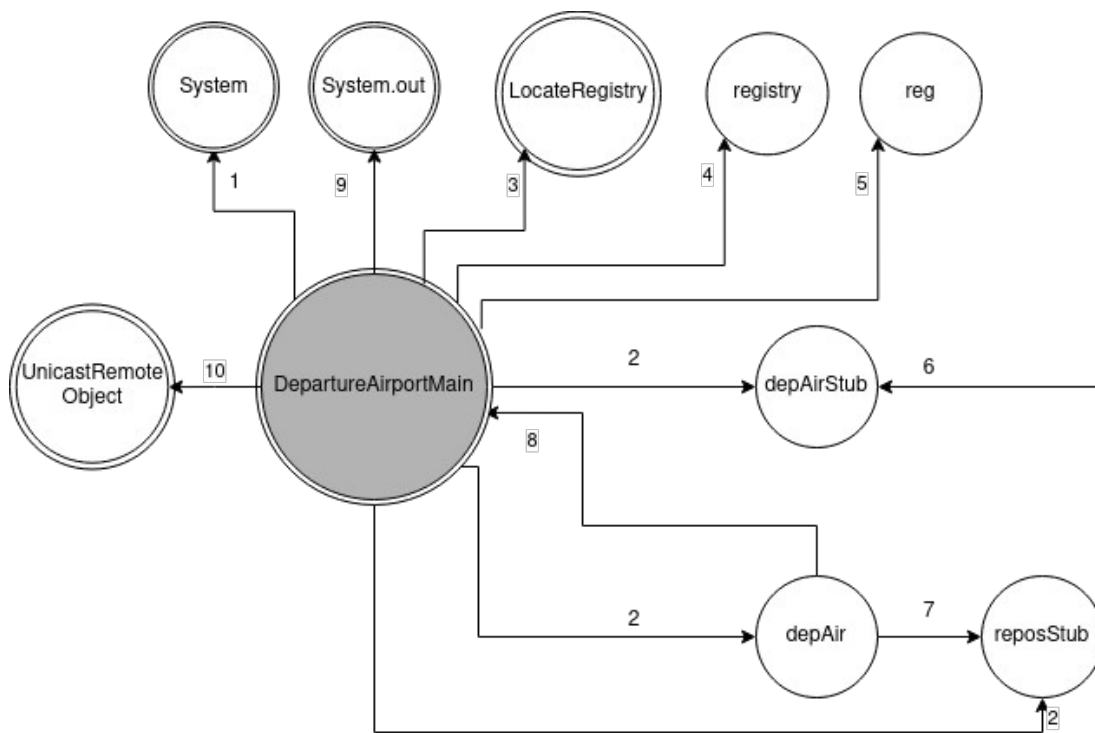 System
System.out
LocateRegistry
registry
reg
1
9
3
4
5
UnicastRemote
Object
10
DepartureAirportMain
2
depAirStub
6
8
2
depAir
7
reposStub
2